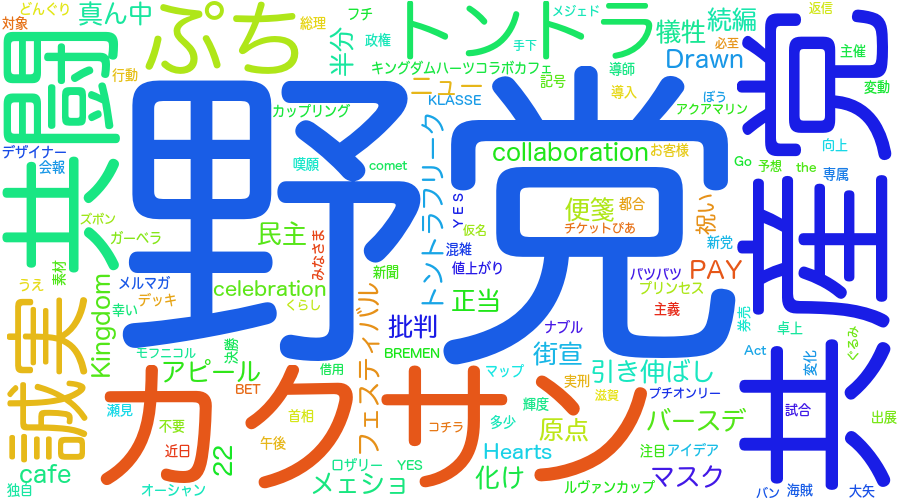 どんぐり
対象
真ん中
ぷち
総理
フチ
半分
政権
トントラ
メジェド
手下
犠牲
続編
必至
返信
主催
変動
党
共闘
行動
野党
キングダムハーツコラボカフェ
記号
導師
Drawn
ニュー
KLASSE
導入
ぼう
アクアマリン
カップリング
デザイナー
会報
嘆願
comet
collaboration
お客様
Go
予想
the
向上
専属
共産
ズボン
ガーベラ
民主
みなさま
トントラフリーク
YES
仮名
便箋
都合
チケットぴあ
祝い
新党
素材
うえ
メルマガ
デッキ
新聞
混雑
値上がり
パツパツ
PAY
プリンセス
主義
Kingdom
幸い
celebration
くらし
正当
批判
ナブル
券売
卓上
ぐるみ
誠実
モフニコル
決勝
フェスティバル
BREMEN
街宣
Act
変化
アピール
借用
マップ
実刑
引き伸ばし
プチオンリー
カクサン
BET
滋賀
瀬見
不要
首相
コチラ
多少
輝度
原点
バースデ
試合
出展
近日
22
午後
注目
アイデア
cafe
ロザリー
YES
Hearts
化け
マスク
独自
オーシャン
メェショ
ルヴァンカップ
パン
海賊
大矢